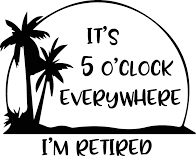 IT'S
5 O'CLOCK
EVERYWHERE
I'M RETIRED